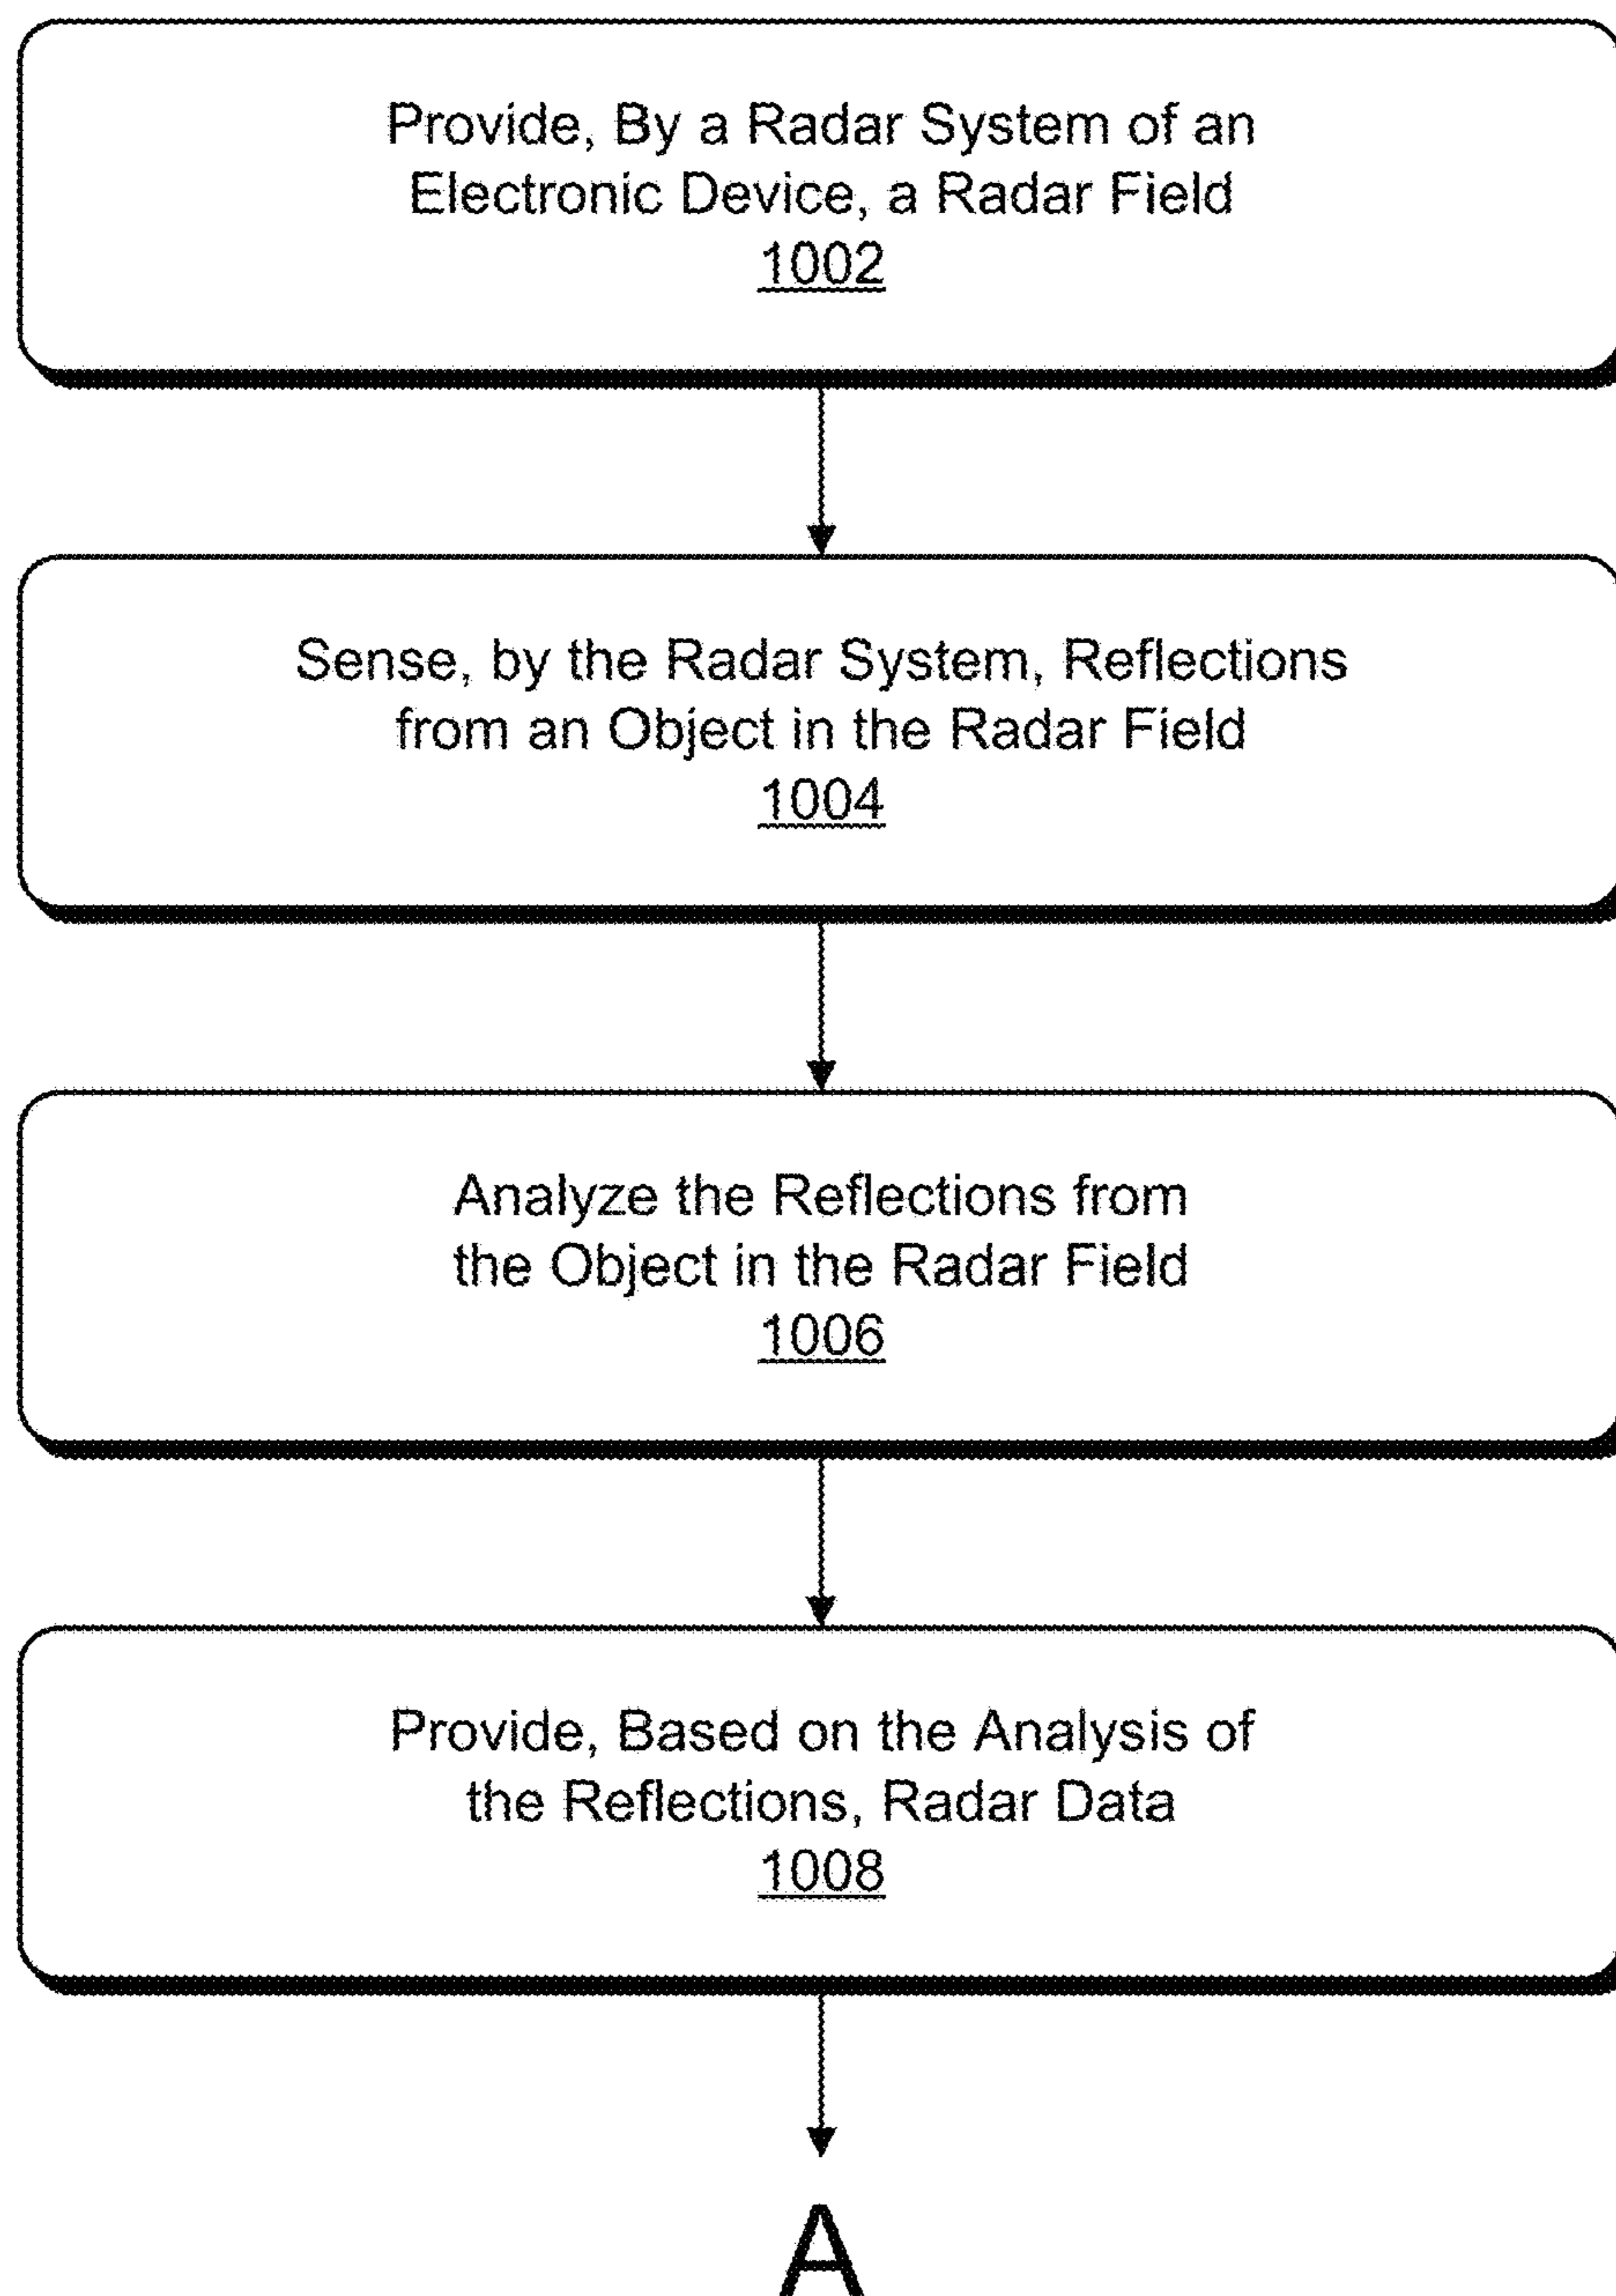 Provide, By a Radar System of an
Electronic Device, a Radar Field
1002
Sense, by the Radar System, Reflections
from an Object in the Radar Field
1004
Analyze the Reflections from
the Object in the Radar Field
1006
Provide, Based on the Analysis of
the Reflections, Radar Data
1008
A